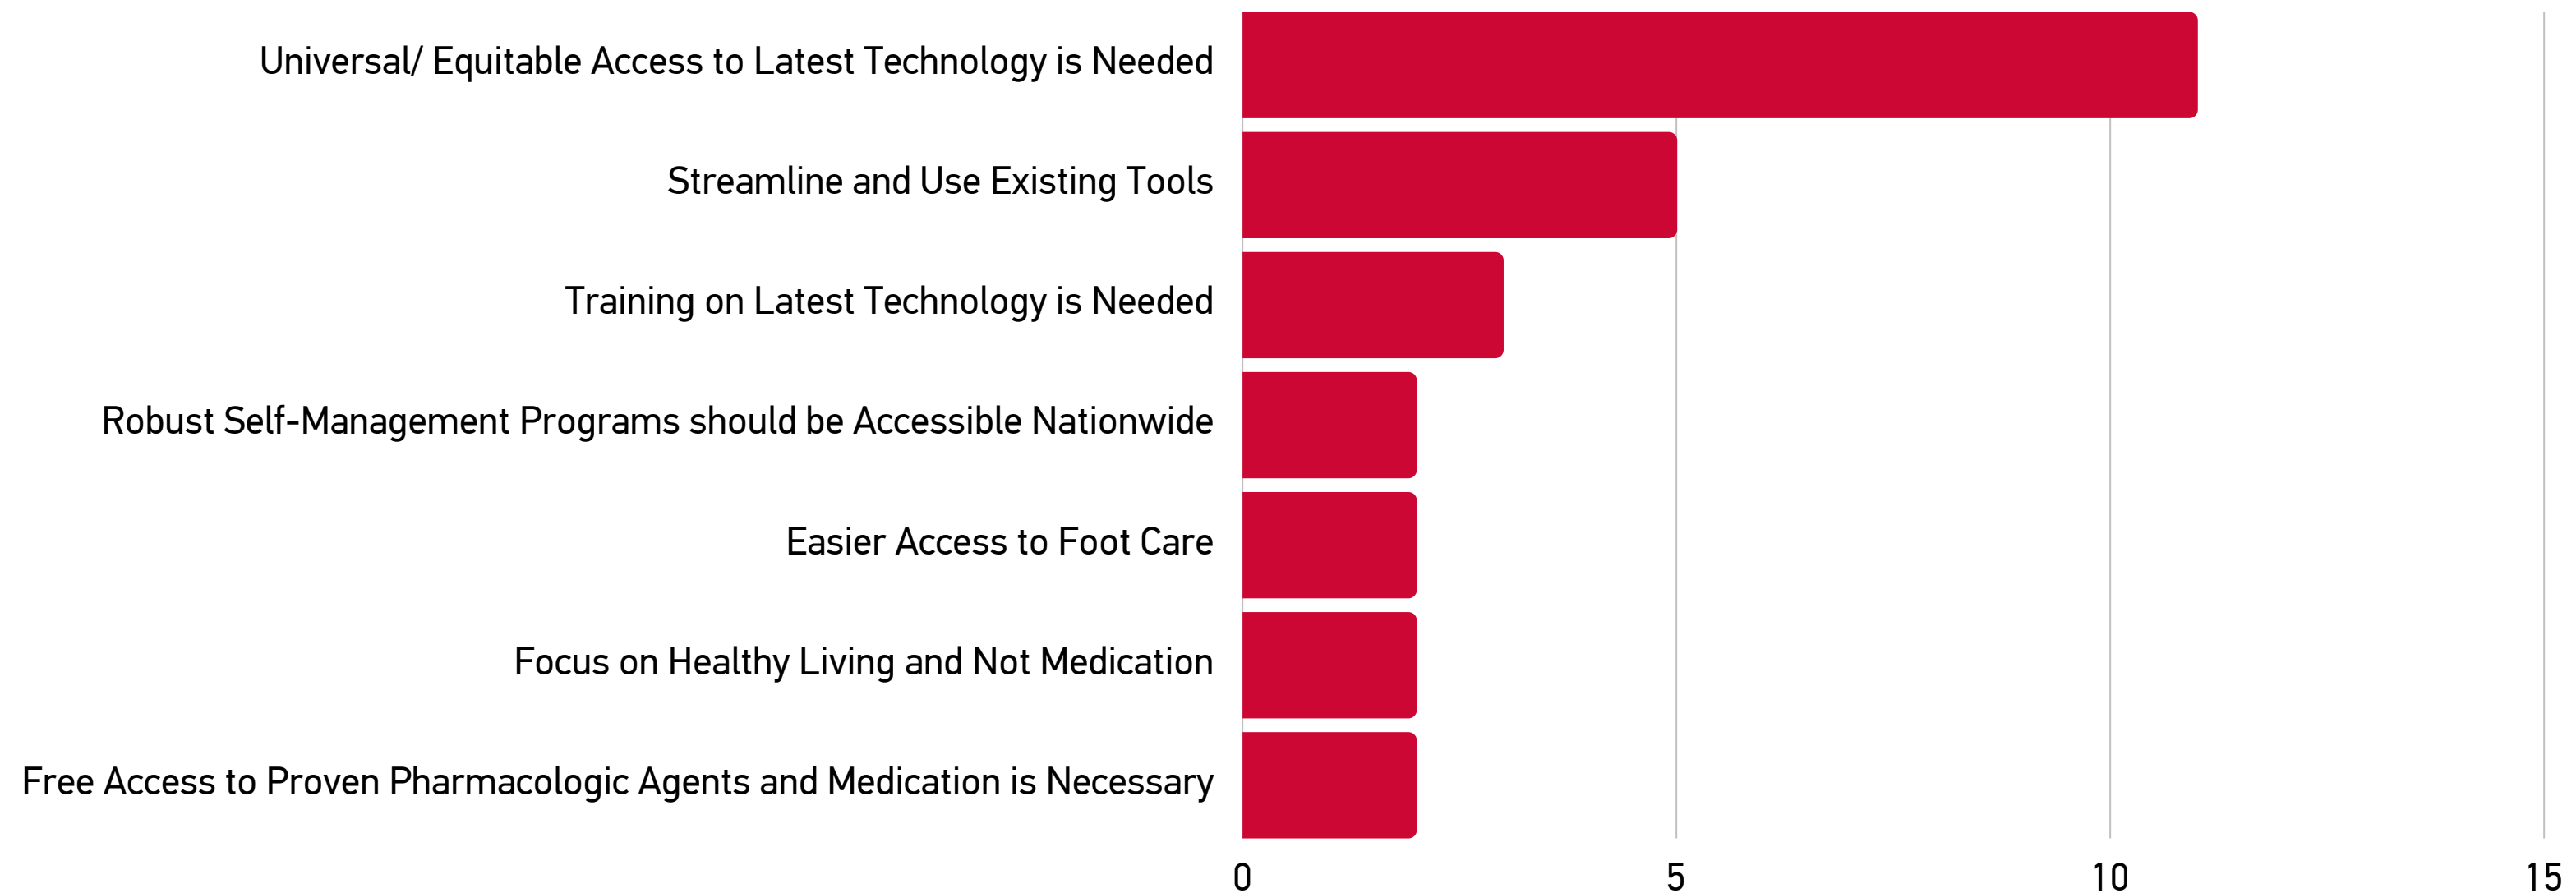 Universal/ Equitable Access to Latest Technology is Needed
Streamline and Use Existing Tools
Training on Latest Technology is Needed
Robust Self-Management Programs should be Accessible Nationwide
Easier Access to Foot Care
Focus on Healthy Living and Not Medication
Free Access to Proven Pharmacologic Agents and Medication is Necessary
0 5 10 15